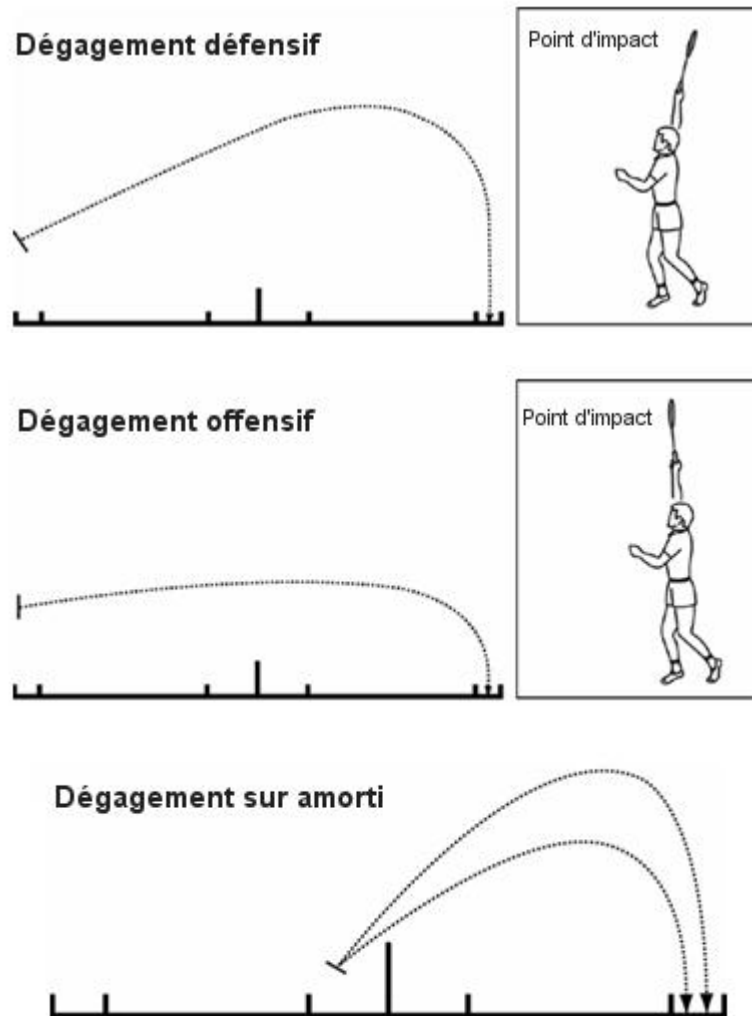 Dégagement défensif
Point d'impact
Dégagement offensif
Point d'impact
Dégagement sur amorti